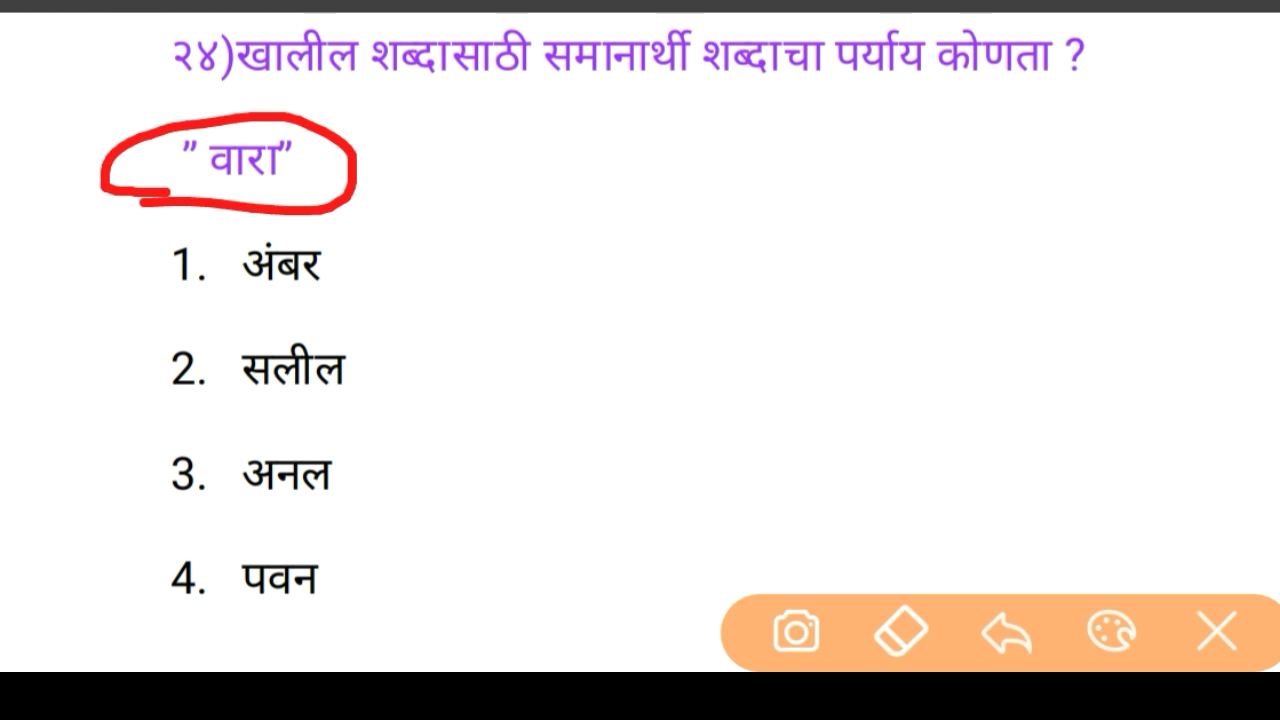 २४)खालील शब्दासाठी समानार्थी शब्दाचा पर्याय कोणता ?
” वारा”
1. अंबर
2. सलील
3. अनल
4. पवन